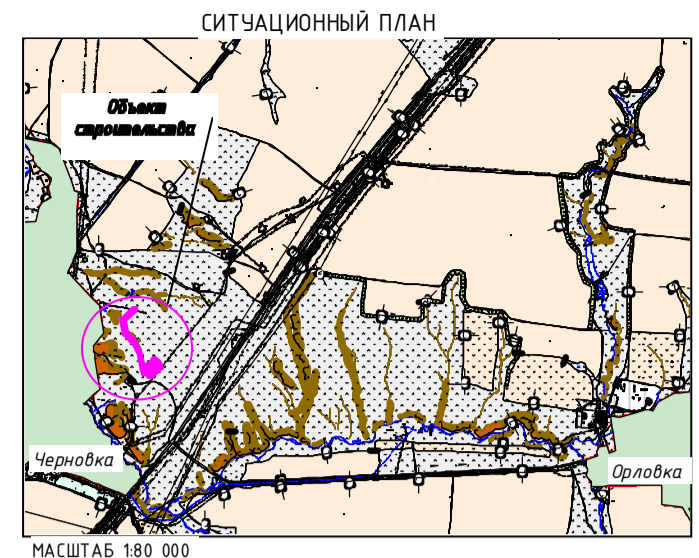 СИТУАЦИОННЫЙ ПЛАН
Объект
строительства
Черновка
Орловка
МАСШТАБ 1:80 000